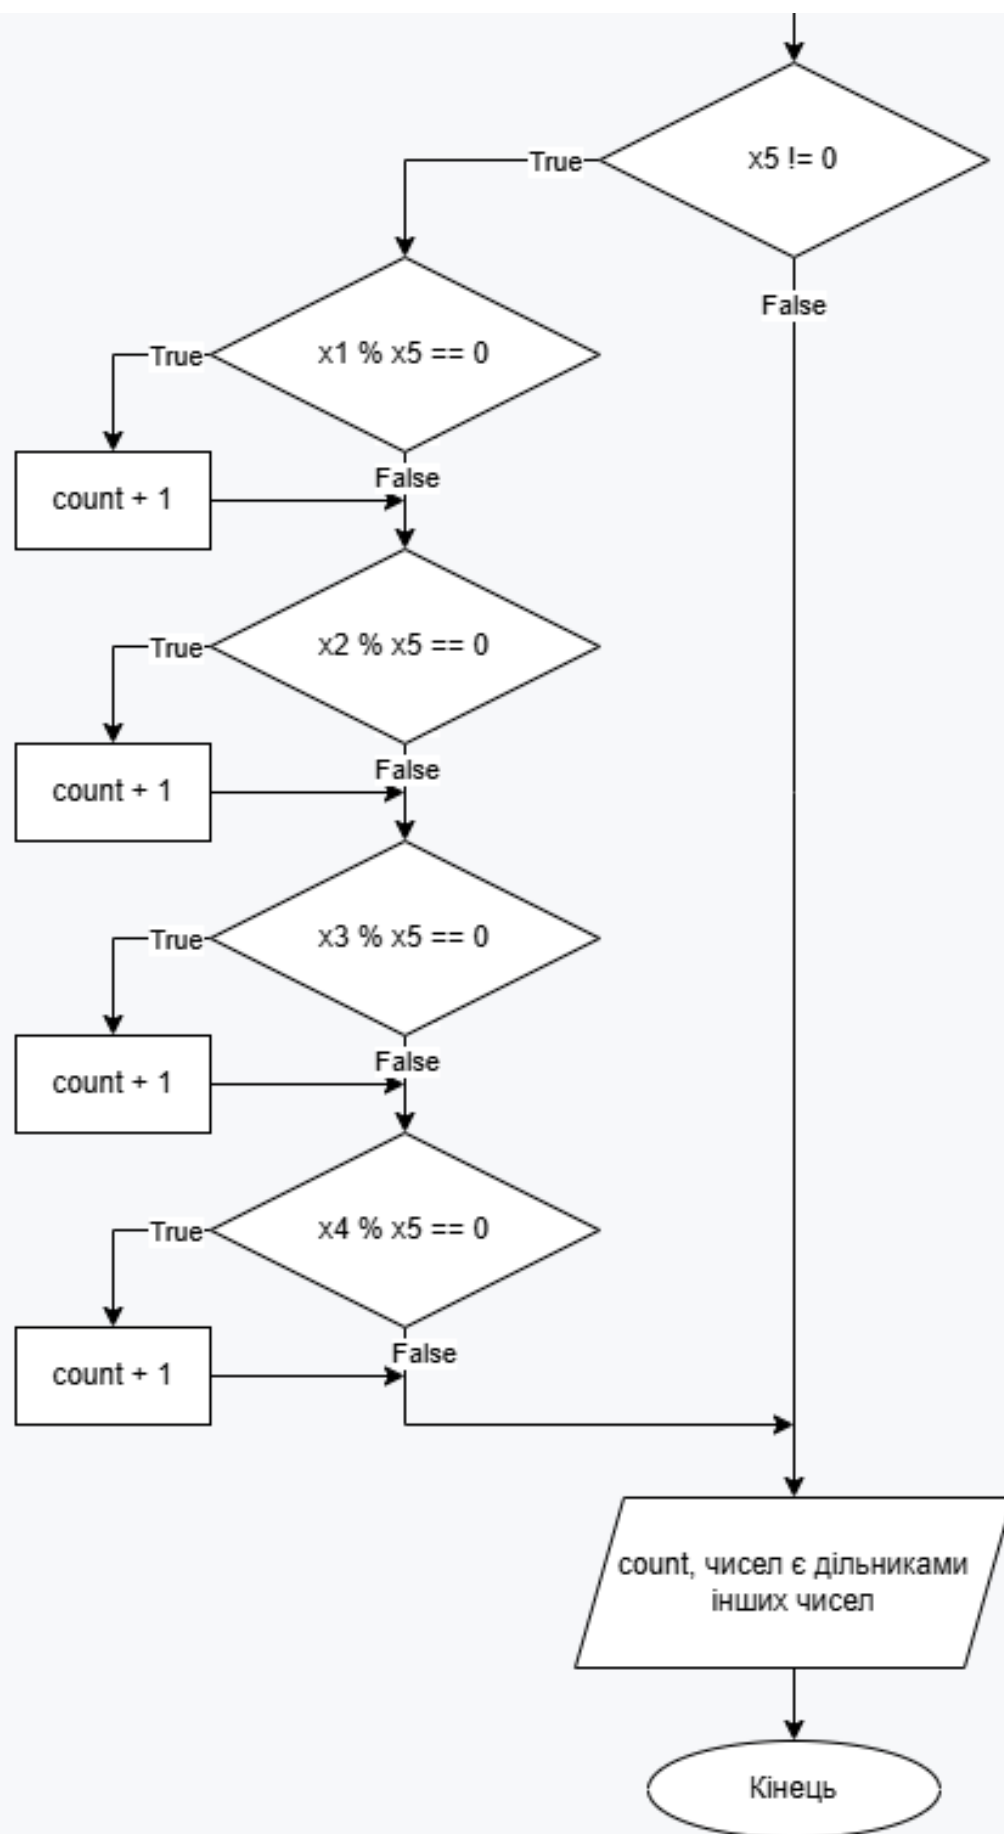 x5 != 0
True
False
x1 % x5 == 0
True
False
count + 1
x2 % x5 == 0
True
False
count + 1
x3 % x5 == 0
True
False
count + 1
x4 % x5 == 0
True
False
count + 1
count, чисел є дільниками
інших чисел
Кінець